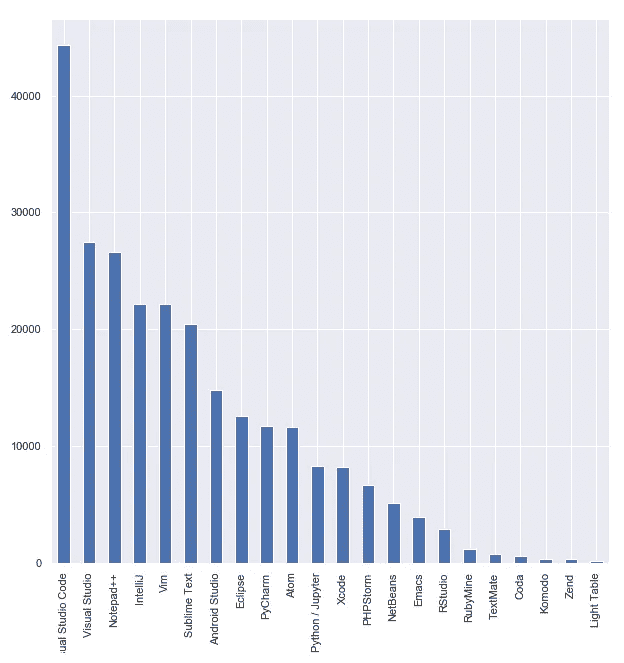 40000
30000
20000
10000
0
sual Studio Code
Visual Studio
Notepad++
IntelliJ
Vim
Sublime Text
Android Studio
Eclipse
PyCharm
Atom
Python / Jupyter
Xcode
PHPStorm
NetBeans
Emacs
RStudio
RubyMine
TextMate
Coda
Komodo
Zend
Light Table